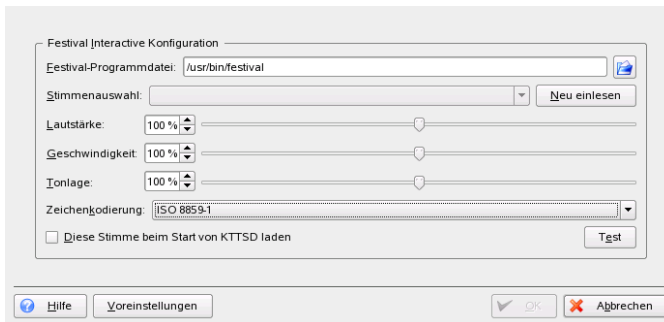 Festival Interactive Konfiguration
Festival-Programmdatei: /usr/bin/festival
Stimmenauswahl: Neu einlesen
Lautstärke: 100 %
Geschwindigkeit: 100 %
Tonlage: 100 %
Zeichenkodierung: ISO 8859-1
Diese Stimme beim Start von KTTSD laden Test
Hilfe Voreinstellungen OK Abbrechen